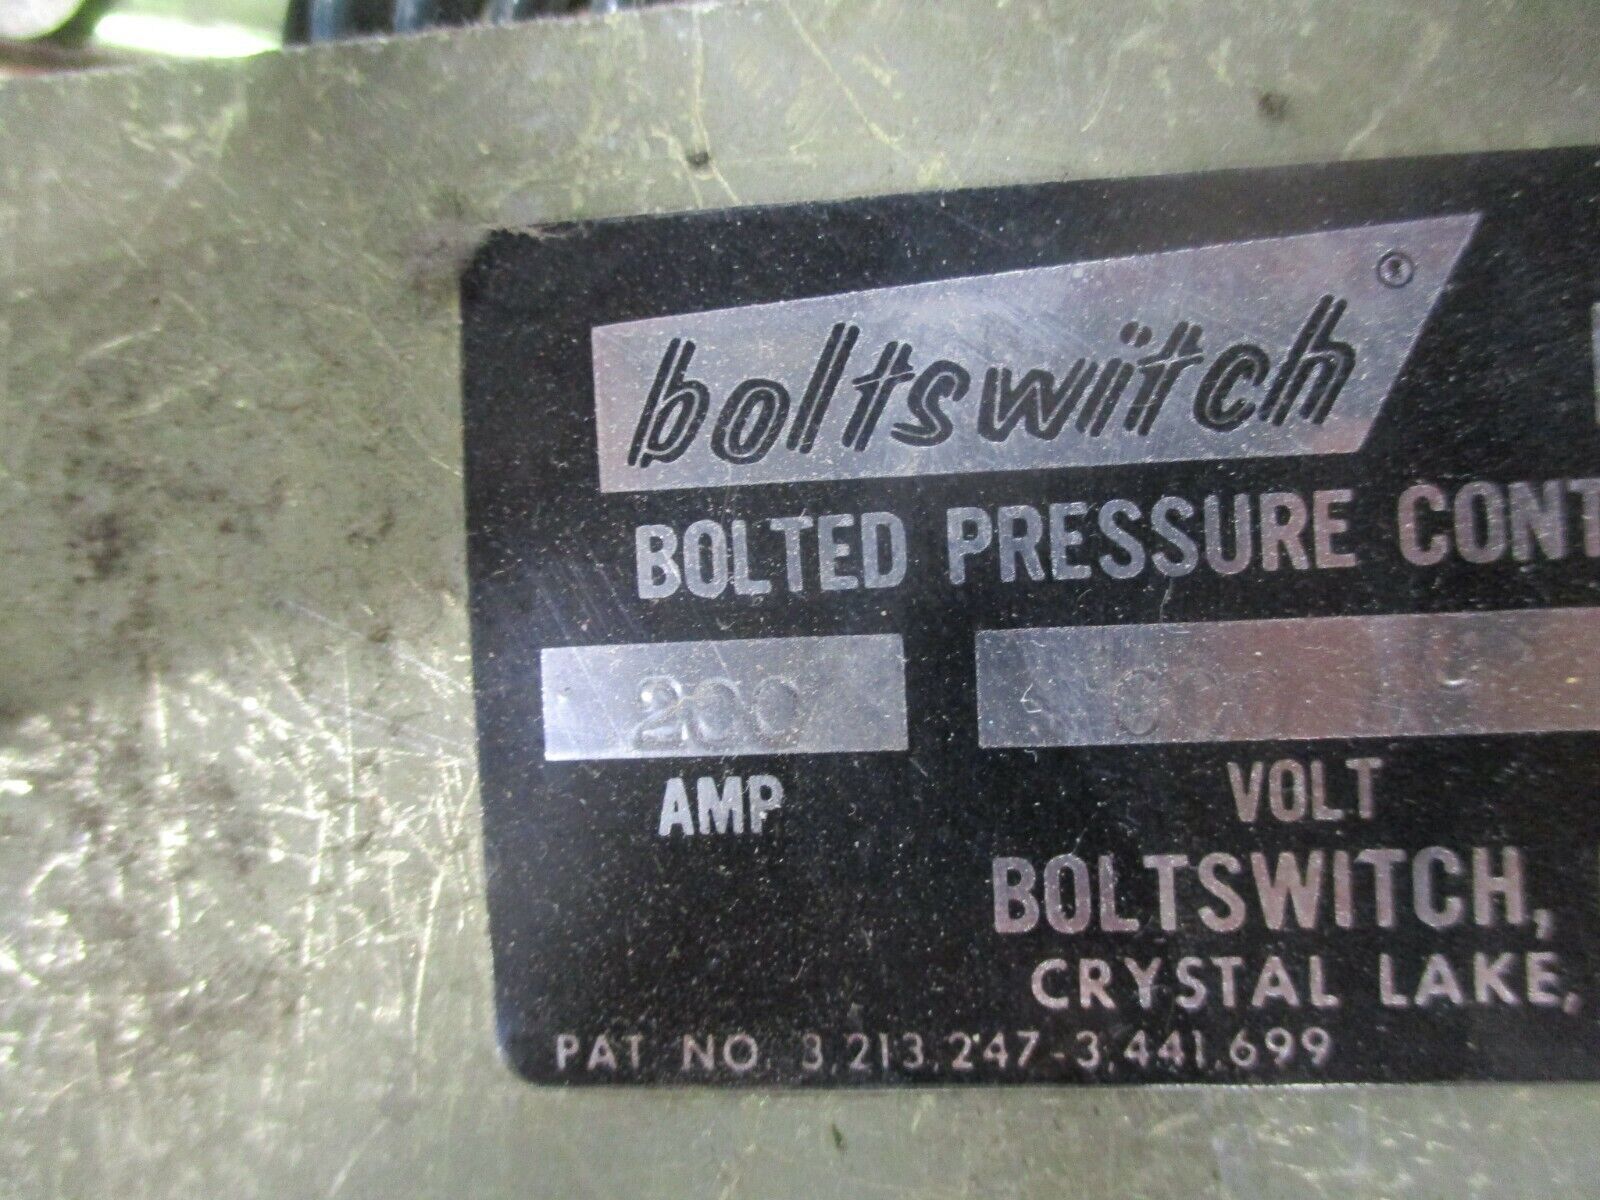 boltswitch®
BOLTED PRESSURE CONT
200
AMP
VOLT
BOLTSWITCH,
CRYSTAL LAKE,
PAT NO. 3,213,247-3,441,699